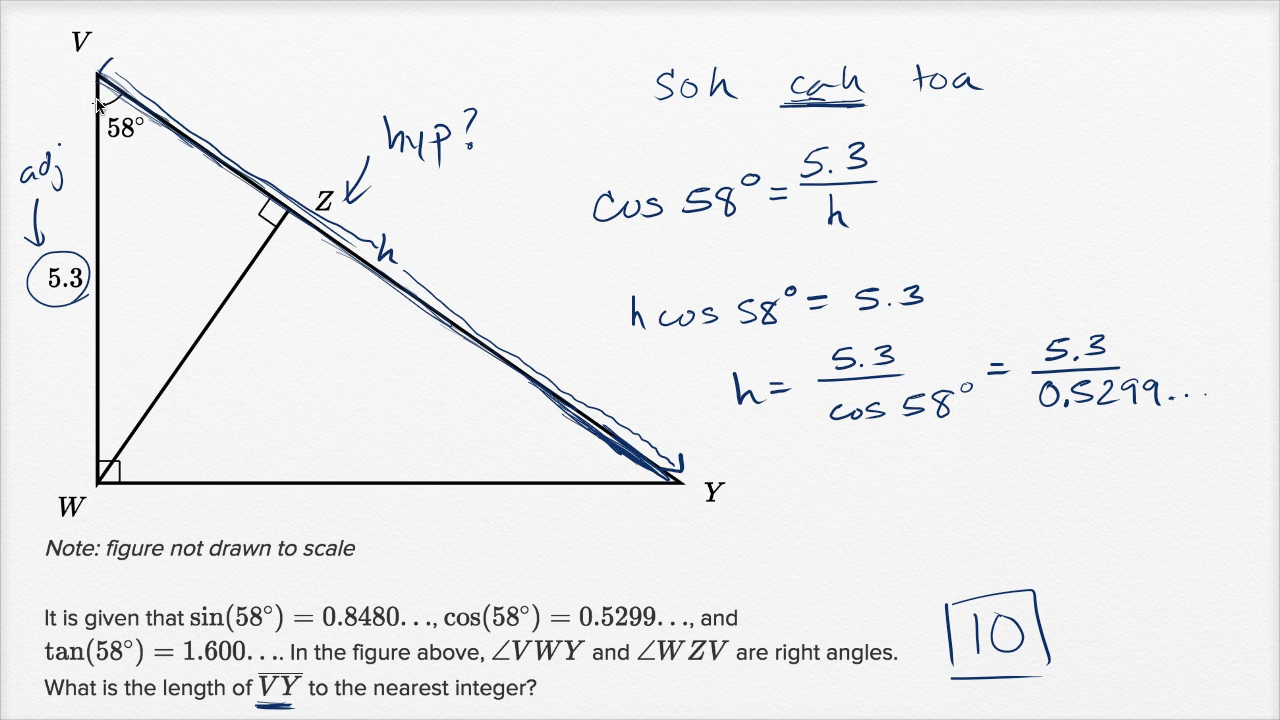 V
58°
adj
hyp?
Z
h
5.3
W
Y
soh cah toa
cos 58° = 5.3 / h
h cos 58° = 5.3
h = 5.3 / cos 58° = 5.3 / 0.5299...
Note: figure not drawn to scale
It is given that sin(58°) = 0.8480..., cos(58°) = 0.5299..., and
tan(58°) = 1.600.... In the figure above, ∠VWY and ∠WZV are right angles.
What is the length of V̅Y̅ to the nearest integer?
10